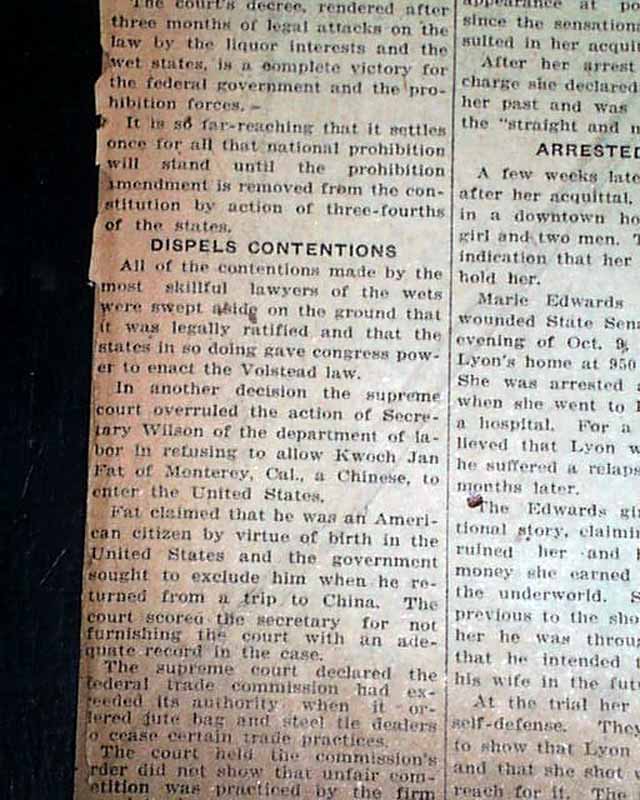 The court's decree, rendered after
three months of legal attacks on the
law by the liquor interests and the
wet states, is a complete victory for
the federal government and the pro-
hibition forces.
It is so far-reaching that it settles
once for all that national prohibition
will stand until the prohibition
amendment is removed from the con-
stitution by action of three-fourths
of the states.
DISPELS CONTENTIONS
All of the contentions made by the
most skillful lawyers of the wets
were swept aside on the ground that
it was legally ratified and that the
states in so doing gave congress pow-
er to enact the Volstead law.
In another decision the supreme
court overruled the action of Secre-
tary Wilson of the department of la-
bor in refusing to allow Kwoch Jan
Fat of Monterey, Cal., a Chinese, to
enter the United States.
Fat claimed that he was an Ameri-
can citizen by virtue of birth in the
United States and the government
sought to exclude him when he re-
turned from a trip to China. The
court scored the secretary for not
furnishing the court with an ade-
quate record in the case.
The supreme court declared the
federal trade commission had ex-
ceeded its authority when it or-
dered jute bag and steel tie dealers
o cease certain trade practices.
The court held the commission's
rder did not show that unfair com-
etition was practiced by the firm
appearance at po
since the sensation
sulted in her acquit
After her arrest
charge she declared
her past and was
the "straight and n
ARRESTED
A few weeks late
after her acquittal,
in a downtown ho
girl and two men. T
indication that her
hold her.
Marie Edwards
wounded State Sena
evening of Oct. 9,
Lyon's home at 950
She was arrested a
when she went to
a hospital. For a
lieved that Lyon w
he suffered a relaps
months later.
The Edwards gir
tional story, claimin
ruined her and
money she earned
the underworld. S
previous to the sho
her he was throug
that he intended t
his wife in the futu
At the trial her
self-defense. They
to show that Lyon
and that she shot
reach for it. The